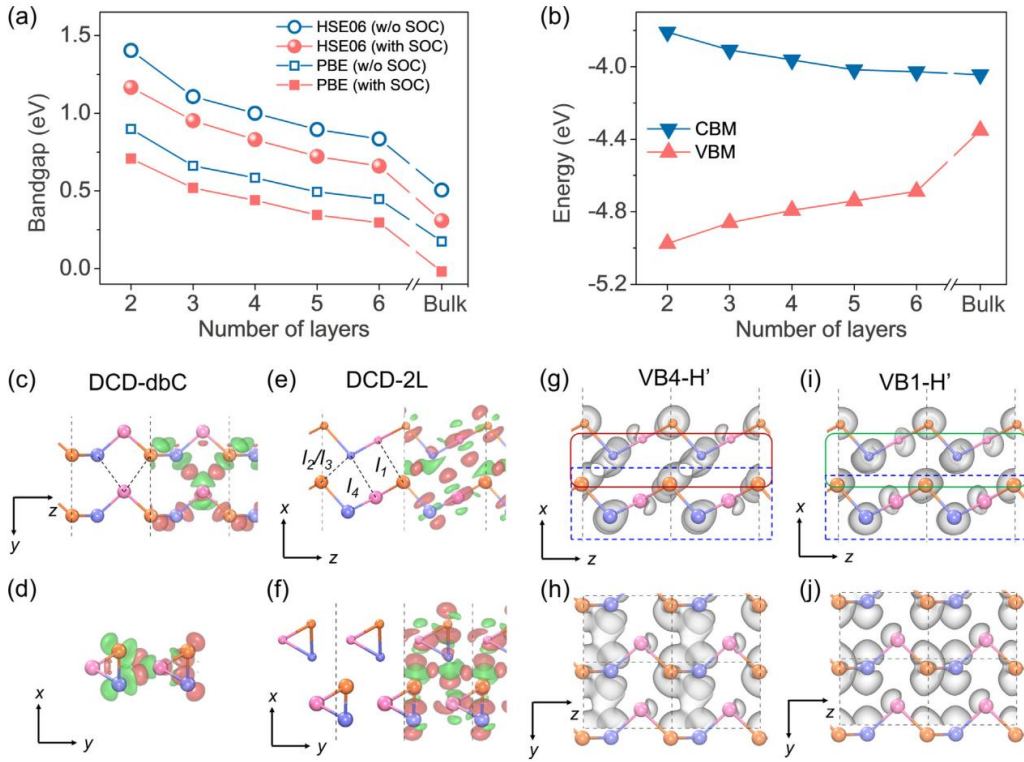 (a)
1.5
1.0
0.5
0.0
Bandgap (eV)
HSE06 (w/o SOC)
HSE06 (with SOC)
PBE (w/o SOC)
PBE (with SOC)
2 3 4 5 6 Bulk
Number of layers
(b)
-4.0
-4.4
-4.8
-5.2
Energy (eV)
CBM
VBM
2 3 4 5 6 Bulk
Number of layers
(c) DCD-dbC
z
y
(e) DCD-2L
l2/l3 l1
l4
x
z
(g) VB4-H'
x
z
(i) VB1-H'
x
z
(d)
x
y
(f)
x
y
(h)
z
y
(j)
z
y